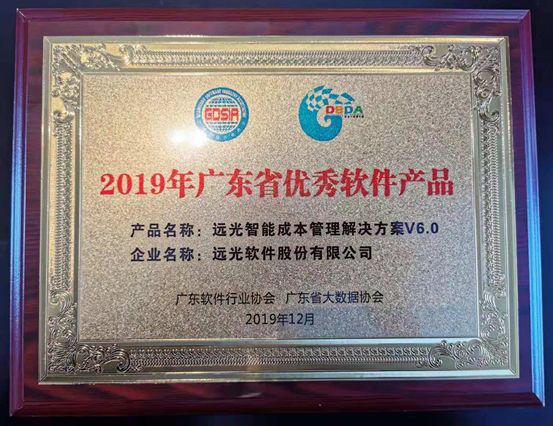 GDSIA
DBDA
2019年广东省优秀软件产品
产品名称：远光智能成本管理解决方案V6.0
企业名称：远光软件股份有限公司
广东软件行业协会 广东省大数据协会
2019年12月